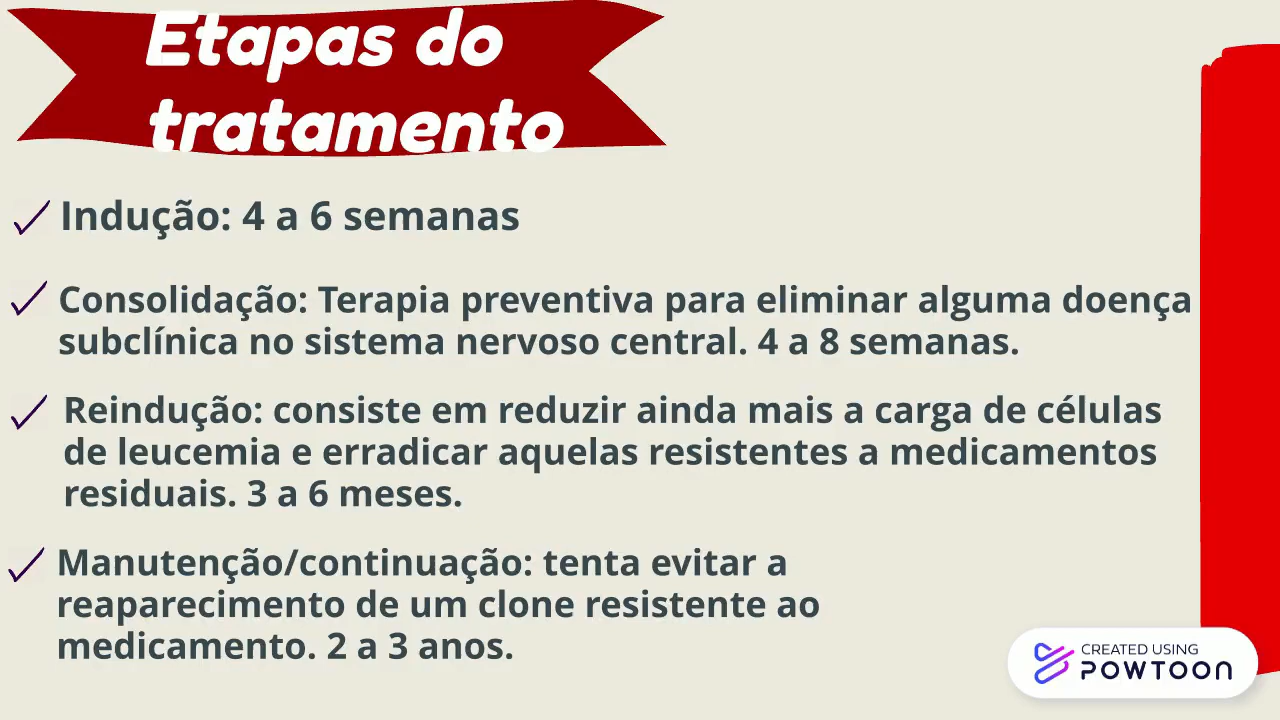 Etapas do
tratamento
Indução: 4 a 6 semanas
Consolidação: Terapia preventiva para eliminar alguma doença
subclínica no sistema nervoso central. 4 a 8 semanas.
Reindução: consiste em reduzir ainda mais a carga de células
de leucemia e erradicar aquelas resistentes a medicamentos
residuais. 3 a 6 meses.
Manutenção/continuação: tenta evitar a
reaparecimento de um clone resistente ao
medicamento. 2 a 3 anos.
CREATED USING
POWTOON